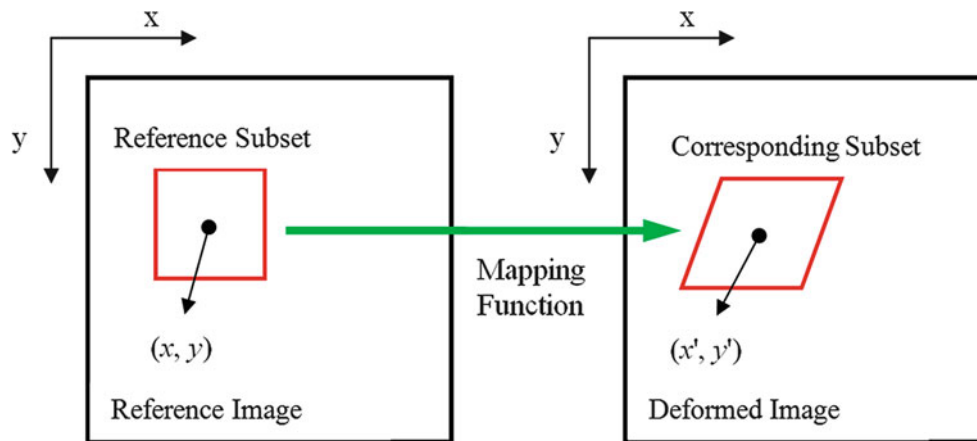 x
y
Reference Subset
(x, y)
Reference Image
Mapping
Function
x
y
Corresponding Subset
(x', y')
Deformed Image